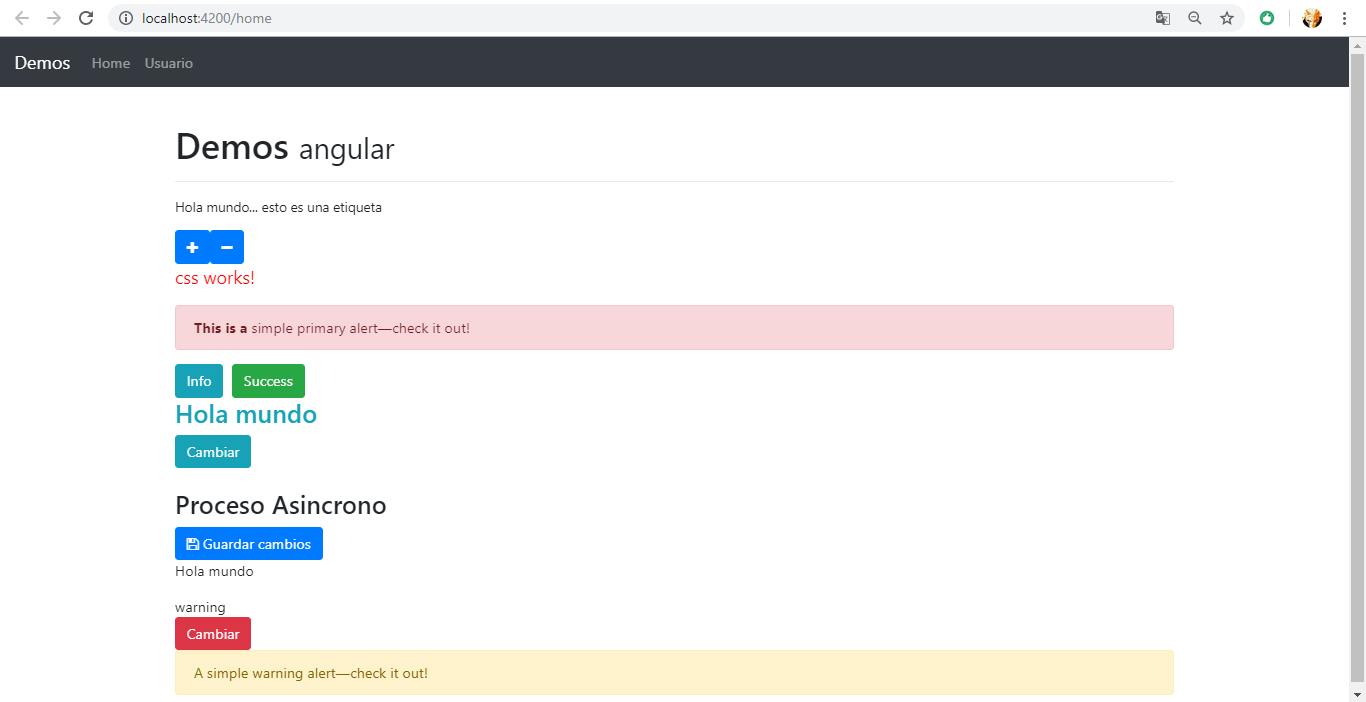 localhost:4200/home
Demos Home Usuario
Demos angular
Hola mundo... esto es una etiqueta
css works!
This is a simple primary alert—check it out!
Info Success
Hola mundo
Cambiar
Proceso Asincrono
Guardar cambios
Hola mundo
warning
Cambiar
A simple warning alert—check it out!